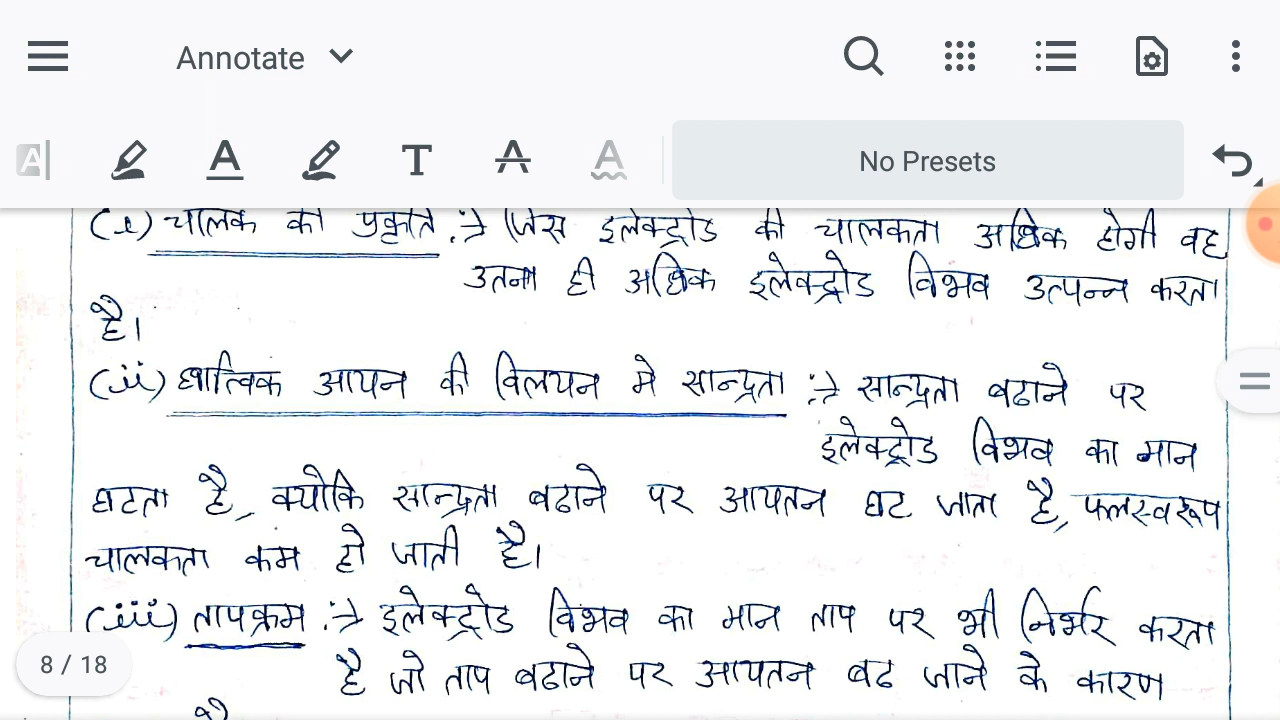 Annotate
T
No Presets
(i) चालक की प्रकृति :→ जिस इलेक्ट्रोड की चालकता अधिक होगी वह
उतना ही अधिक इलेक्ट्रोड विभव उत्पन्न करता
है।
(ii) धात्विक आयन की विलयन मे सान्द्रता :→ सान्द्रता बढाने पर
इलेक्ट्रोड विभव का मान
घटता है, क्योकि सान्द्रता बढाने पर आयतन घट जाता है, फलस्वरूप
चालकता कम हो जाती है।
(iii) तापक्रम :→ इलेक्ट्रोड विभव का मान ताप पर भी निर्भर करता
है जो ताप बढाने पर आयतन बढ जाने के कारण
8 / 18